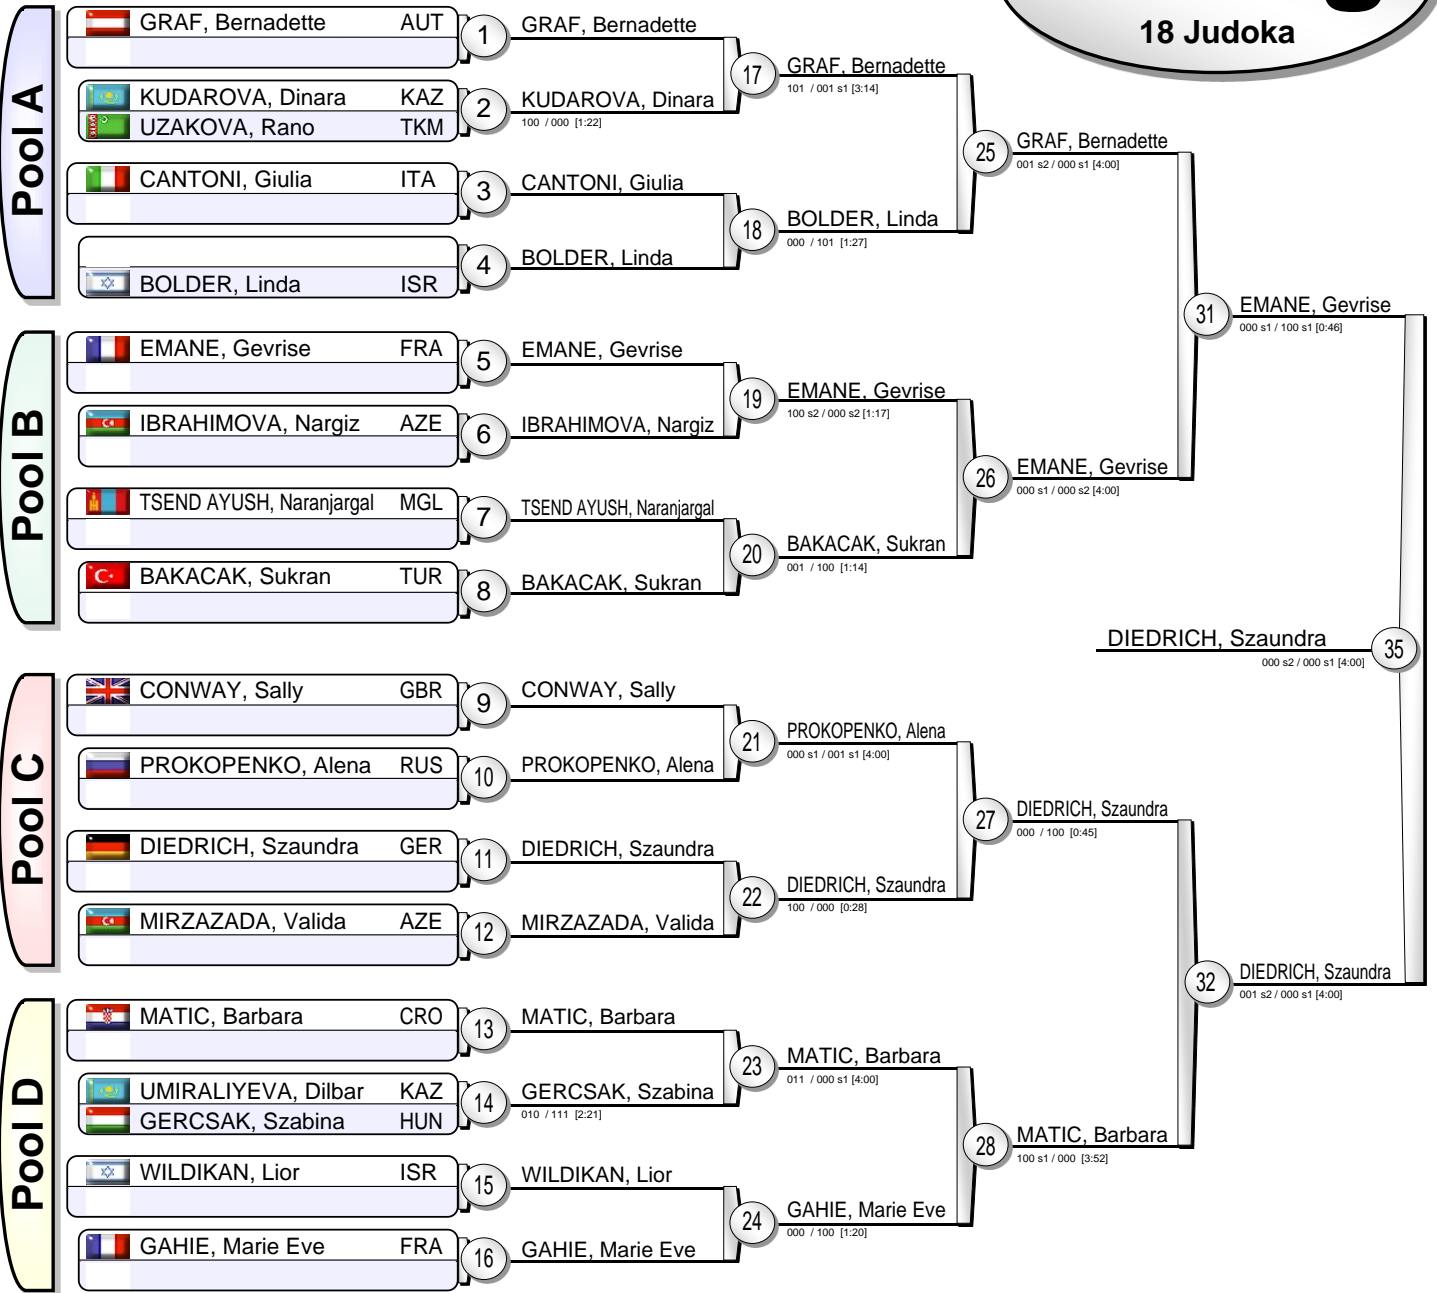 18 Judoka
Pool A
GRAF, Bernadette AUT
1
GRAF, Bernadette
KUDAROVA, Dinara KAZ
UZAKOVA, Rano TKM
2
KUDAROVA, Dinara
100 / 000 [1:22]
17
GRAF, Bernadette
101 / 001 s1 [3:14]
CANTONI, Giulia ITA
3
CANTONI, Giulia
BOLDER, Linda ISR
4
BOLDER, Linda
18
BOLDER, Linda
000 / 101 [1:27]
25
GRAF, Bernadette
001 s2 / 000 s1 [4:00]
Pool B
EMANE, Gevrise FRA
5
EMANE, Gevrise
IBRAHIMOVA, Nargiz AZE
6
IBRAHIMOVA, Nargiz
19
EMANE, Gevrise
100 s2 / 000 s2 [1:17]
TSEND AYUSH, Naranjargal MGL
7
TSEND AYUSH, Naranjargal
BAKACAK, Sukran TUR
8
BAKACAK, Sukran
20
BAKACAK, Sukran
001 / 100 [1:14]
26
EMANE, Gevrise
000 s1 / 000 s2 [4:00]
31
EMANE, Gevrise
000 s1 / 100 s1 [0:46]
DIEDRICH, Szaundra
000 s2 / 000 s1 [4:00]
35
Pool C
CONWAY, Sally GBR
9
CONWAY, Sally
PROKOPENKO, Alena RUS
10
PROKOPENKO, Alena
21
PROKOPENKO, Alena
000 s1 / 001 s1 [4:00]
DIEDRICH, Szaundra GER
11
DIEDRICH, Szaundra
MIRZAZADA, Valida AZE
12
MIRZAZADA, Valida
22
DIEDRICH, Szaundra
100 / 000 [0:28]
27
DIEDRICH, Szaundra
000 / 100 [0:45]
Pool D
MATIC, Barbara CRO
13
MATIC, Barbara
UMIRALIYEVA, Dilbar KAZ
GERCSAK, Szabina HUN
14
GERCSAK, Szabina
010 / 111 [2:21]
23
MATIC, Barbara
011 / 000 s1 [4:00]
WILDIKAN, Lior ISR
15
WILDIKAN, Lior
GAHIE, Marie Eve FRA
16
GAHIE, Marie Eve
24
GAHIE, Marie Eve
000 / 100 [1:20]
28
MATIC, Barbara
100 s1 / 000 [3:52]
32
DIEDRICH, Szaundra
001 s2 / 000 s1 [4:00]